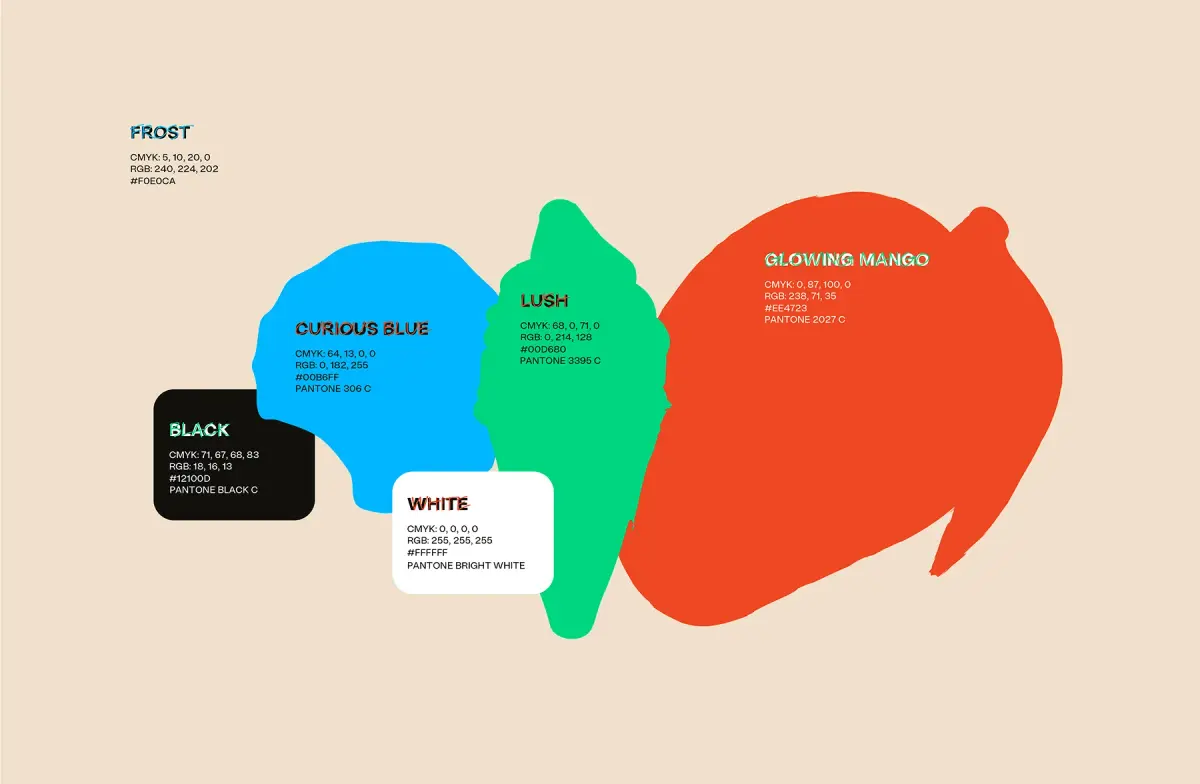 FROST
CMYK: 5, 10, 20, 0
RGB: 240, 224, 202
#F0E0CA
CURIOUS BLUE
CMYK: 64, 13, 0, 0
RGB: 0, 182, 255
#00B6FF
PANTONE 306 C
LUSH
CMYK: 68, 0, 71, 0
RGB: 0, 214, 128
#00D680
PANTONE 3395 C
GLOWING MANGO
CMYK: 0, 87, 100, 0
RGB: 238, 71, 35
#EE4723
PANTONE 2027 C
BLACK
CMYK: 71, 67, 68, 83
RGB: 18, 16, 13
#12100D
PANTONE BLACK C
WHITE
CMYK: 0, 0, 0, 0
RGB: 255, 255, 255
#FFFFFF
PANTONE BRIGHT WHITE